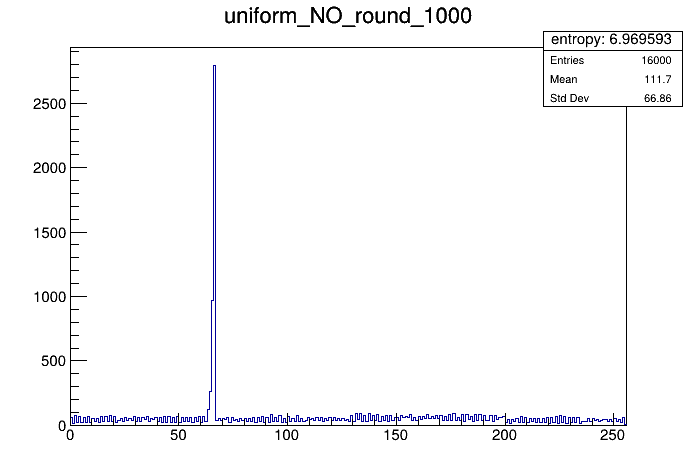 uniform_NO_round_1000
entropy: 6.969593
Entries 16000
Mean 111.7
Std Dev 66.86
2500
2000
1500
1000
500
0
0 50 100 150 200 250